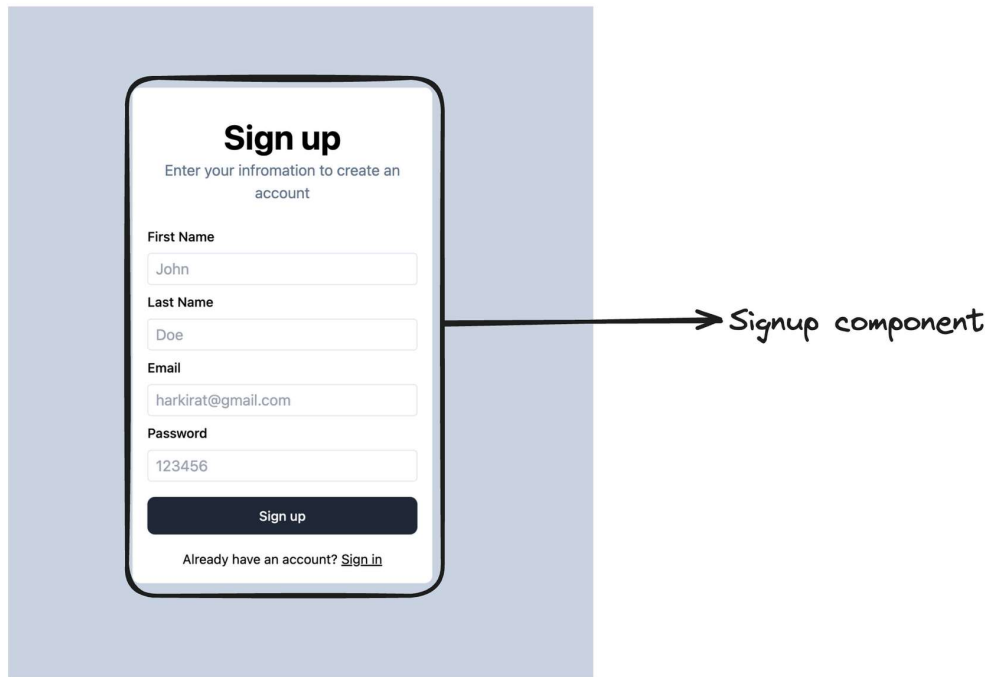 Sign up
Enter your infromation to create an
account
First Name
John
Last Name
Doe
Email
harkirat@gmail.com
Password
123456
Sign up
Already have an account? Sign in
Signup component